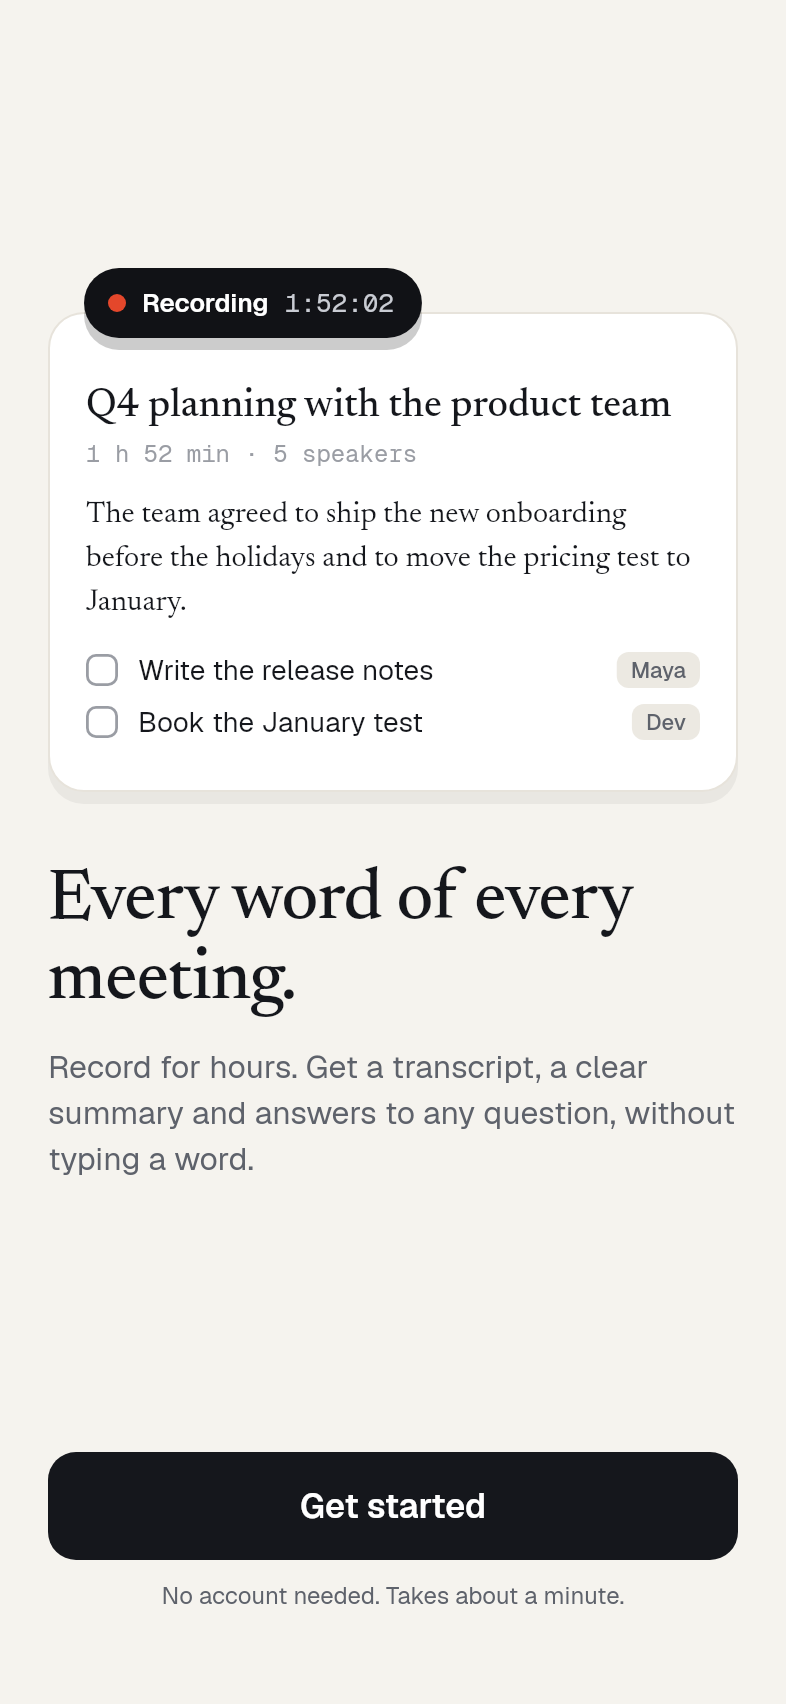 Recording 1:52:02
Q4 planning with the product team
1 h 52 min · 5 speakers
The team agreed to ship the new onboarding
before the holidays and to move the pricing test to
January.
Write the release notes Maya
Book the January test Dev
Every word of every
meeting.
Record for hours. Get a transcript, a clear
summary and answers to any question, without
typing a word.
Get started
No account needed. Takes about a minute.